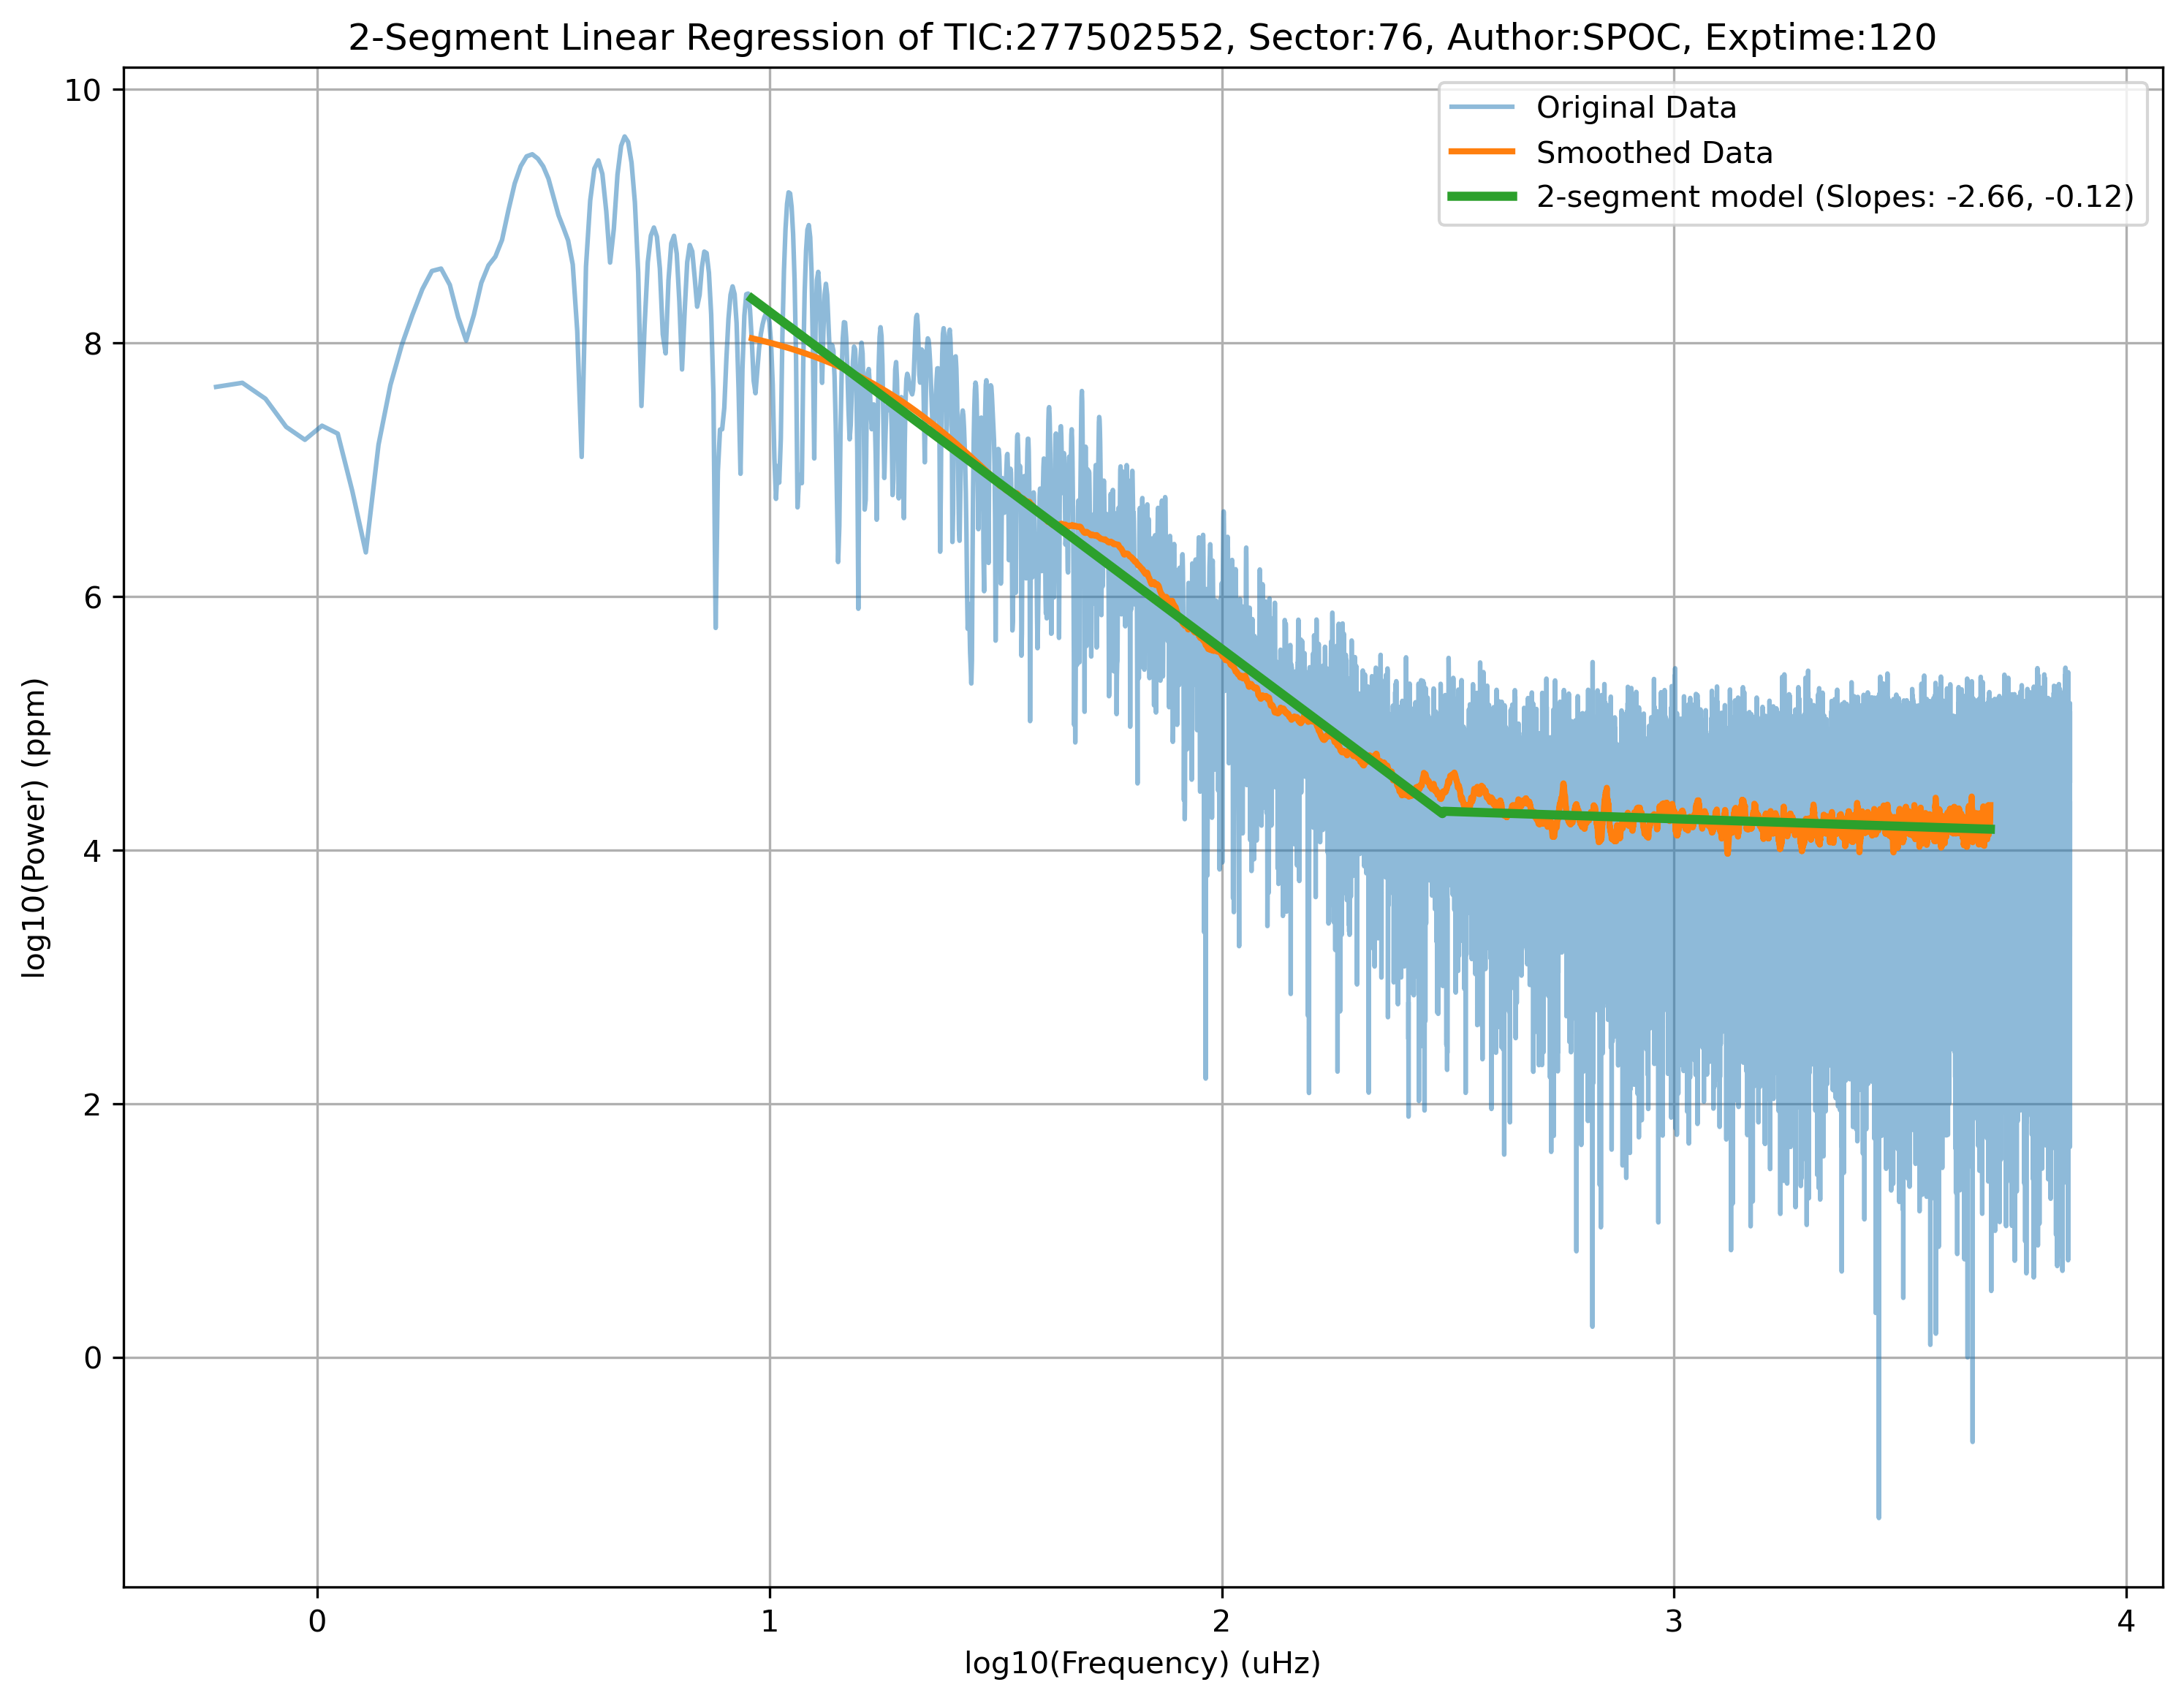 2-Segment Linear Regression of TIC:277502552, Sector:76, Author:SPOC, Exptime:120
Original Data
Smoothed Data
2-segment model (Slopes: -2.66, -0.12)
log10(Power) (ppm)
10
8
6
4
2
0
0 1 2 3 4
log10(Frequency) (uHz)